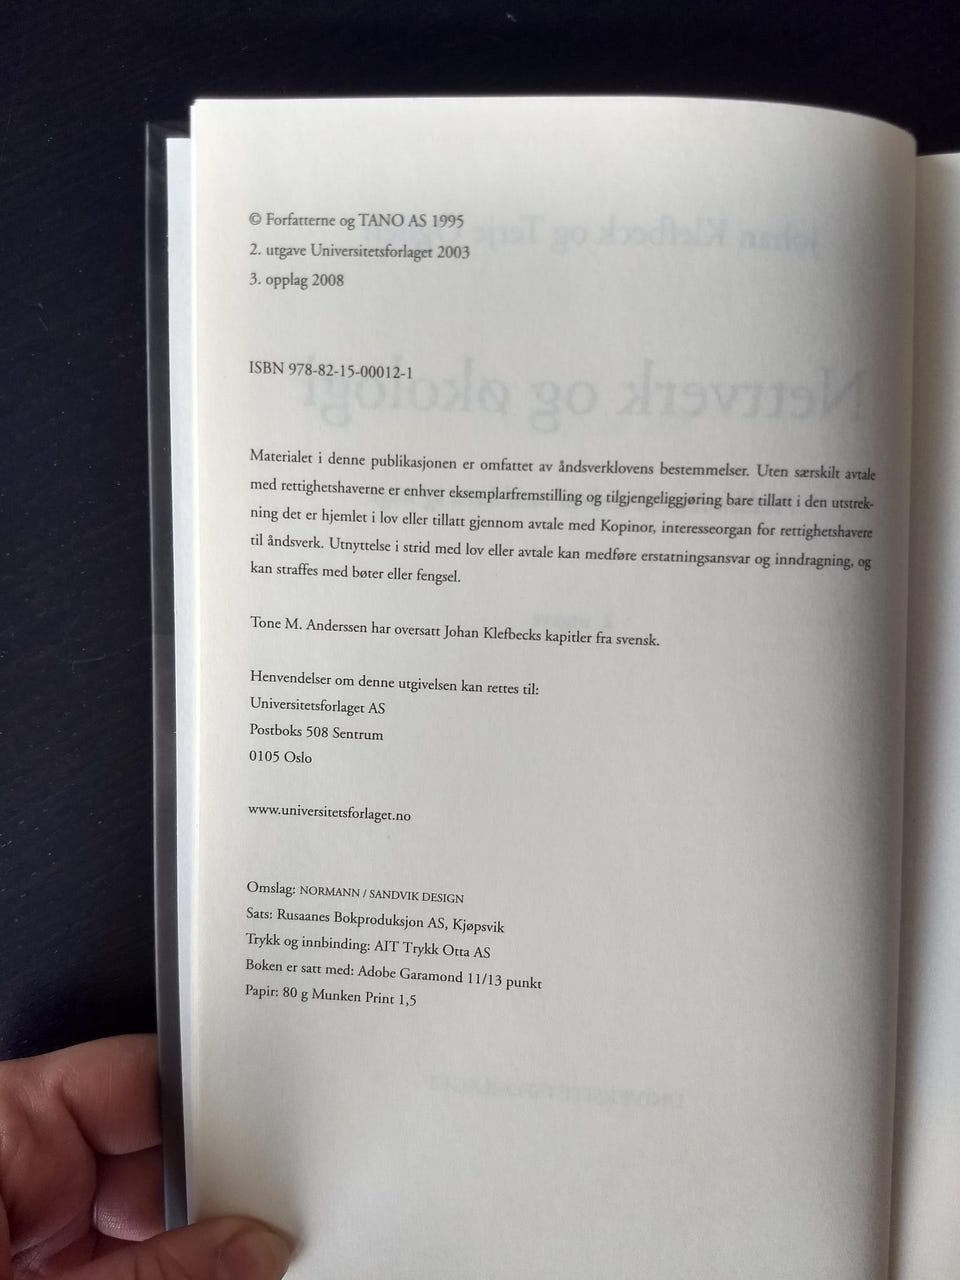 © Forfatterne og TANO AS 1995
2. utgave Universitetsforlaget 2003
3. opplag 2008
ISBN 978-82-15-00012-1
Materialet i denne publikasjonen er omfattet av åndsverklovens bestemmelser. Uten særskilt avtale
med rettighetshaverne er enhver eksemplarfremstilling og tilgjengeliggjøring bare tillatt i den utstrek-
ning det er hjemlet i lov eller tillatt gjennom avtale med Kopinor, interesseorgan for rettighetshavere
til åndsverk. Utnyttelse i strid med lov eller avtale kan medføre erstatningsansvar og inndragning, og
kan straffes med bøter eller fengsel.
Tone M. Anderssen har oversatt Johan Klefbecks kapitler fra svensk.
Henvendelser om denne utgivelsen kan rettes til:
Universitetsforlaget AS
Postboks 508 Sentrum
0105 Oslo
www.universitetsforlaget.no
Omslag: NORMANN / SANDVIK DESIGN
Sats: Rusaanes Bokproduksjon AS, Kjøpsvik
Trykk og innbinding: AIT Trykk Otta AS
Boken er satt med: Adobe Garamond 11/13 punkt
Papir: 80 g Munken Print 1,5